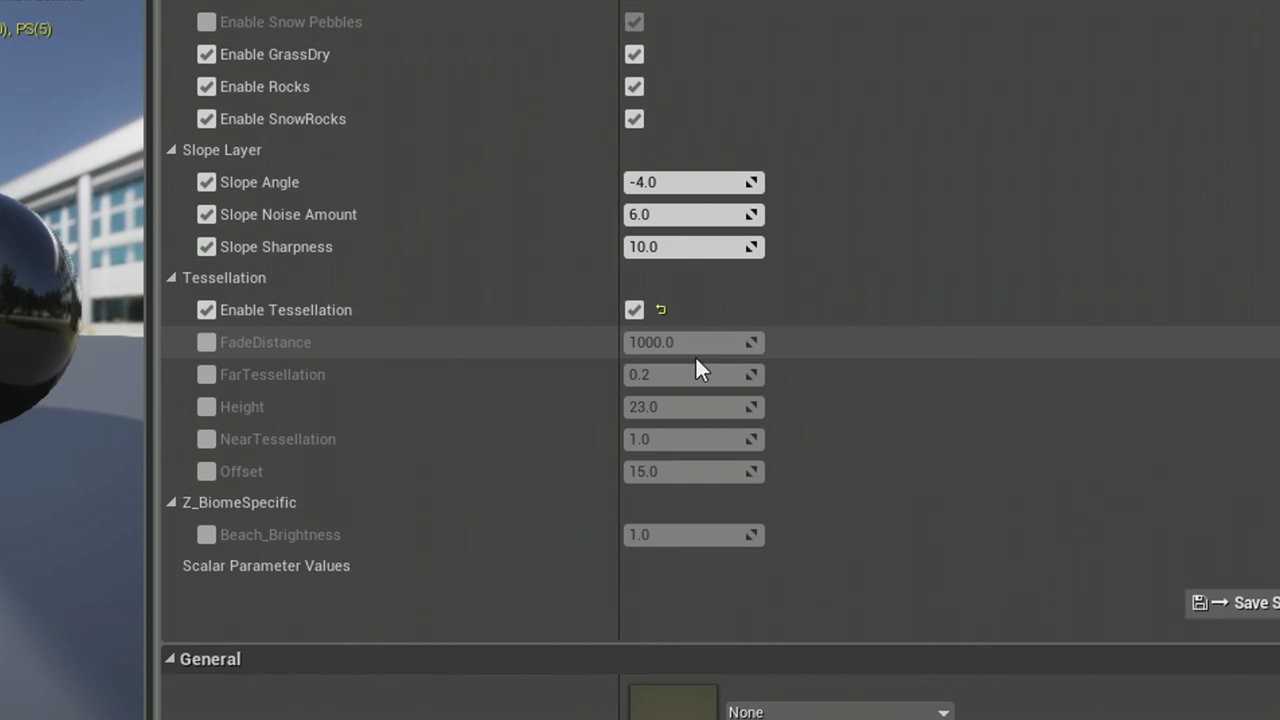 Enable Snow Pebbles
), PS(5)
Enable GrassDry
Enable Rocks
Enable SnowRocks
Slope Layer
Slope Angle -4.0
Slope Noise Amount 6.0
Slope Sharpness 10.0
Tessellation
Enable Tessellation
FadeDistance 1000.0
FarTessellation 0.2
Height 23.0
NearTessellation 1.0
Offset 15.0
Z_BiomeSpecific
Beach_Brightness 1.0
Scalar Parameter Values
Save S
General
None